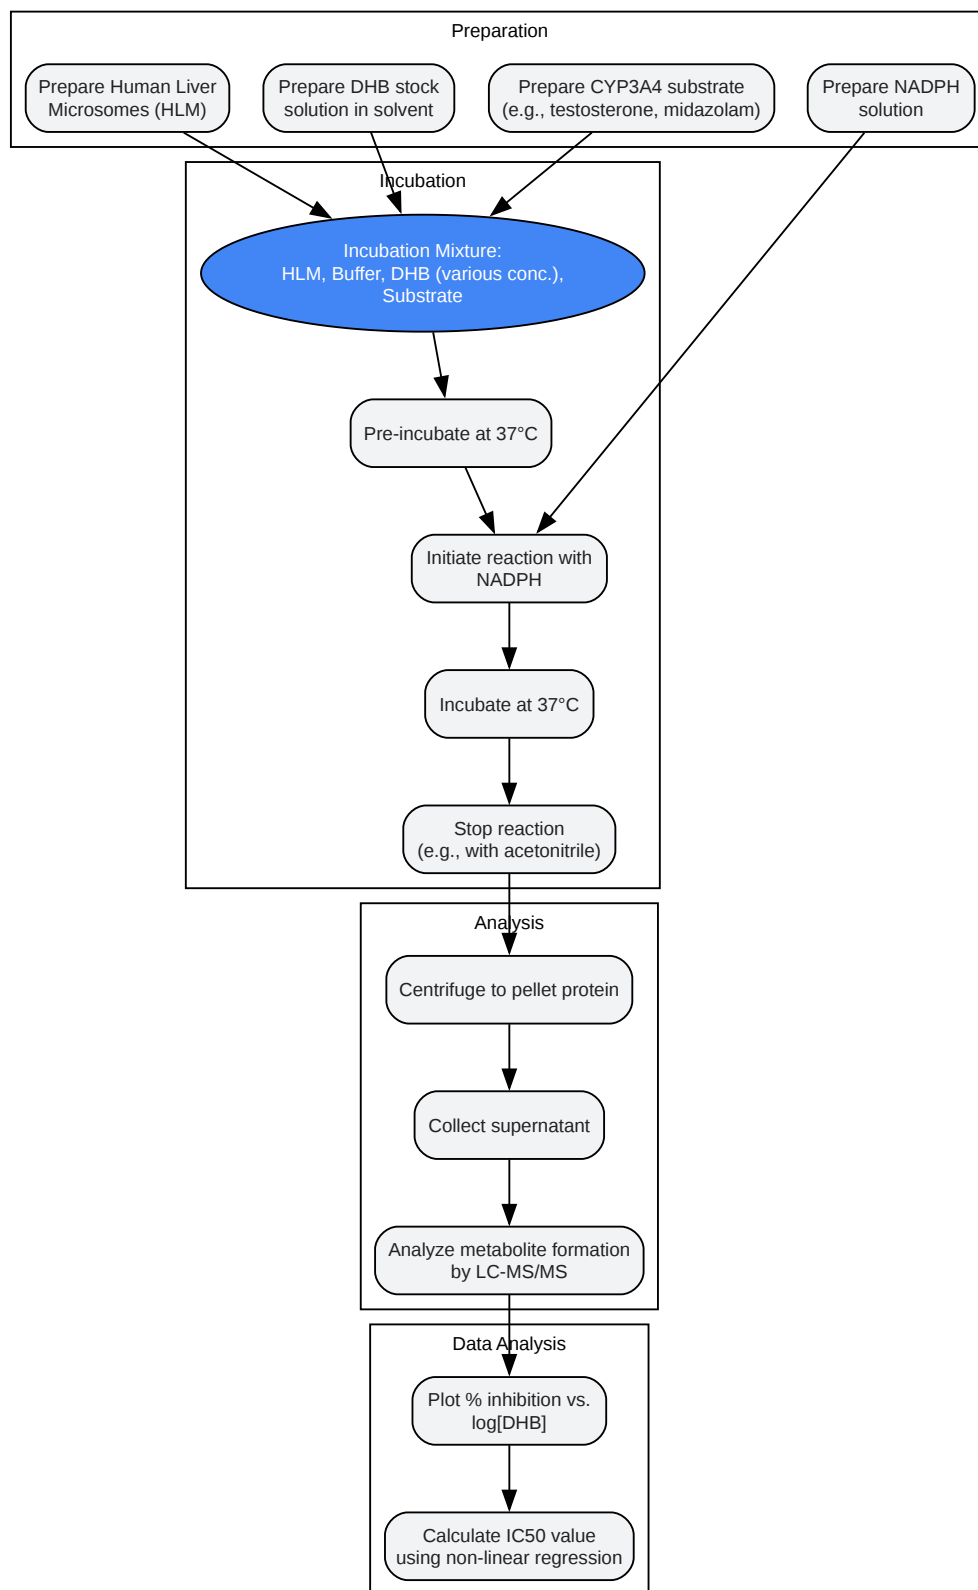 Preparation
Prepare Human Liver
Microsomes (HLM)
Prepare DHB stock
solution in solvent
Prepare CYP3A4 substrate
(e.g., testosterone, midazolam)
Prepare NADPH
solution
Incubation
Incubation Mixture:
HLM, Buffer, DHB (various conc.),
Substrate
Pre-incubate at 37°C
Initiate reaction with
NADPH
Incubate at 37°C
Stop reaction
(e.g., with acetonitrile)
Analysis
Centrifuge to pellet protein
Collect supernatant
Analyze metabolite formation
by LC-MS/MS
Data Analysis
Plot % inhibition vs.
log[DHB]
Calculate IC50 value
using non-linear regression